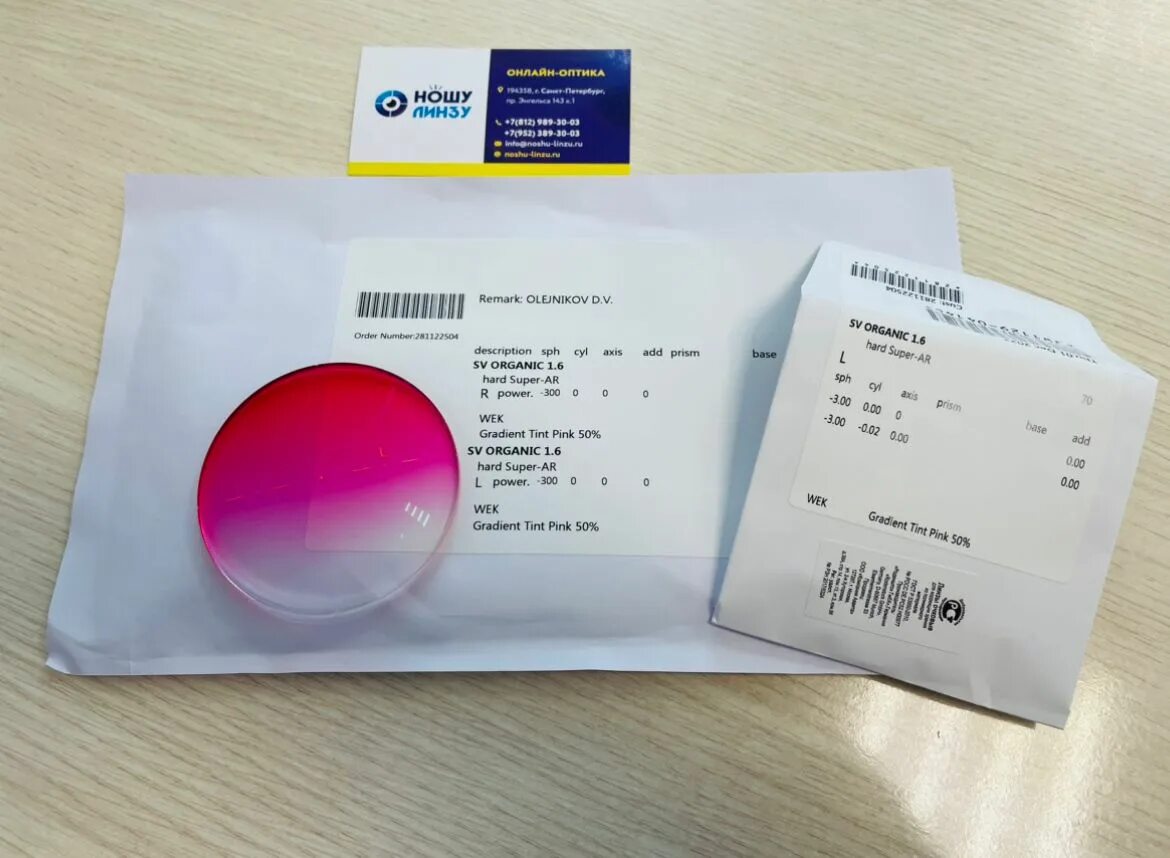 НОШУ
ЛИНЗУ
ОНЛАЙН-ОПТИКА
194358, г. Санкт-Петербург,
пр. Энгельса 143 к.1
+7(812) 989-30-03
+7(952) 389-30-03
info@noshu-linzu.ru
noshu-linzu.ru
Remark: OLEJNIKOV D.V.
Order Number:281122504
description sph cyl axis add prism base
SV ORGANIC 1.6
hard Super-AR
R power. -300 0 0 0
WEK
Gradient Tint Pink 50%
SV ORGANIC 1.6
hard Super-AR
L power. -300 0 0 0
WEK
Gradient Tint Pink 50%
L
Cust: 281122504
SV ORGANIC 1.6
hard Super-AR
L
70
sph cyl axis prism base add
-3.00 0.00 0 0.00
-3.00 -0.02 0.00 0.00
WEK
Gradient Tint Pink 50%